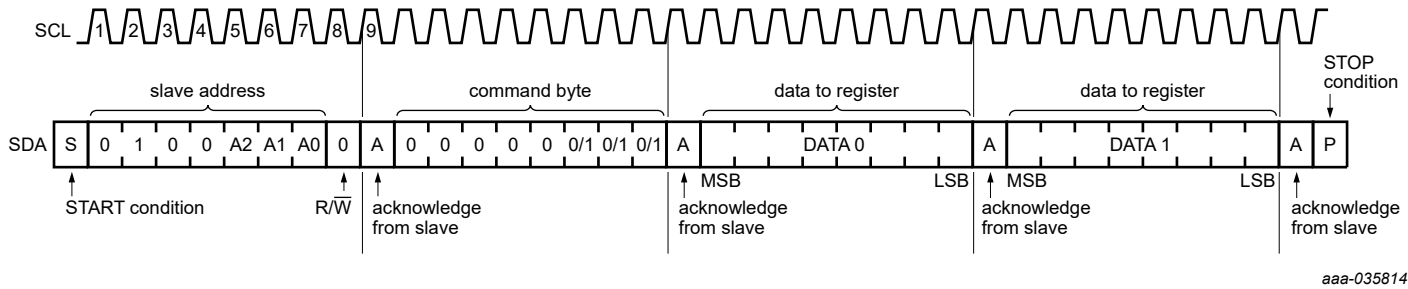 SCL 1 2 3 4 5 6 7 8 9
STOP
condition
slave address command byte data to register data to register
SDA S 0 1 0 0 A2 A1 A0 0 A 0 0 0 0 0 0/1 0/1 0/1 A DATA 0 A DATA 1 A P
MSB LSB MSB LSB
START condition R/W̅ acknowledge acknowledge acknowledge acknowledge
from slave from slave from slave from slave
aaa-035814